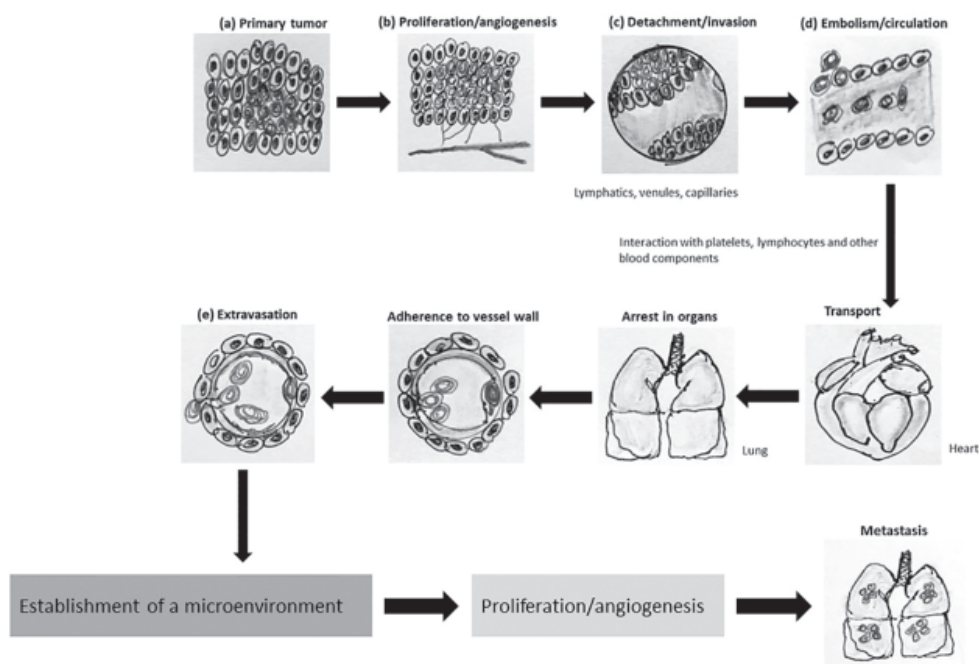 (a) Primary tumor
(b) Proliferation/angiogenesis
(c) Detachment/invasion
(d) Embolism/circulation
Lymphatics, venules, capillaries
Interaction with platelets, lymphocytes and other
blood components
(e) Extravasation
Adherence to vessel wall
Arrest in organs
Transport
Lung
Heart
Metastasis
Establishment of a microenvironment
Proliferation/angiogenesis